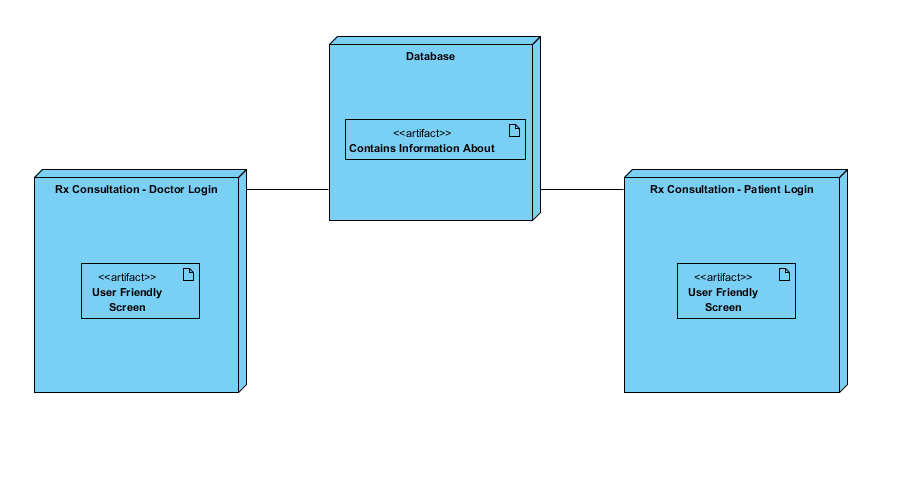 Database
<<artifact>>
Contains Information About
Rx Consultation - Doctor Login
<<artifact>>
User Friendly
Screen
Rx Consultation - Patient Login
<<artifact>>
User Friendly
Screen